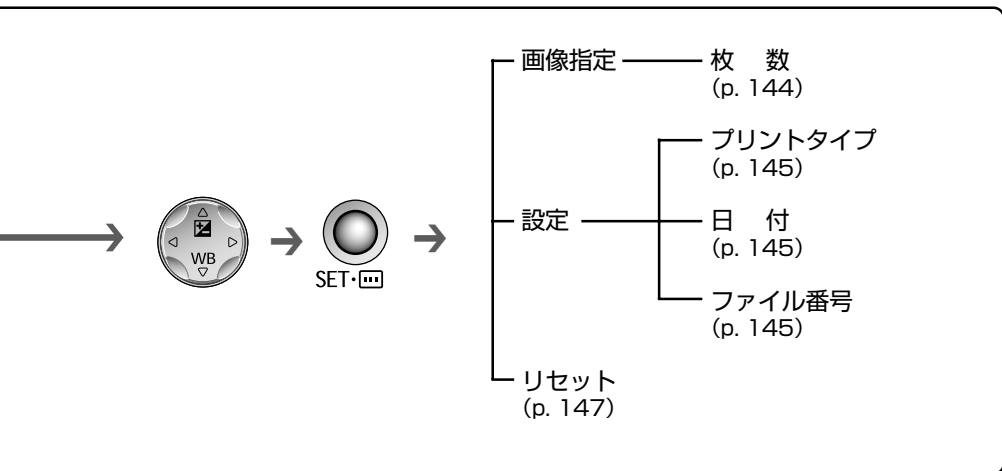 画像指定
枚 数
(p. 144)
プリントタイプ
(p. 145)
設定
日 付
(p. 145)
ファイル番号
(p. 145)
リセット
(p. 147)
WB
SET・